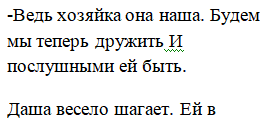 -Ведь хозяйка она наша. Будем
мы теперь дружить И
послушными ей быть.
Даша весело шагает. Ей в